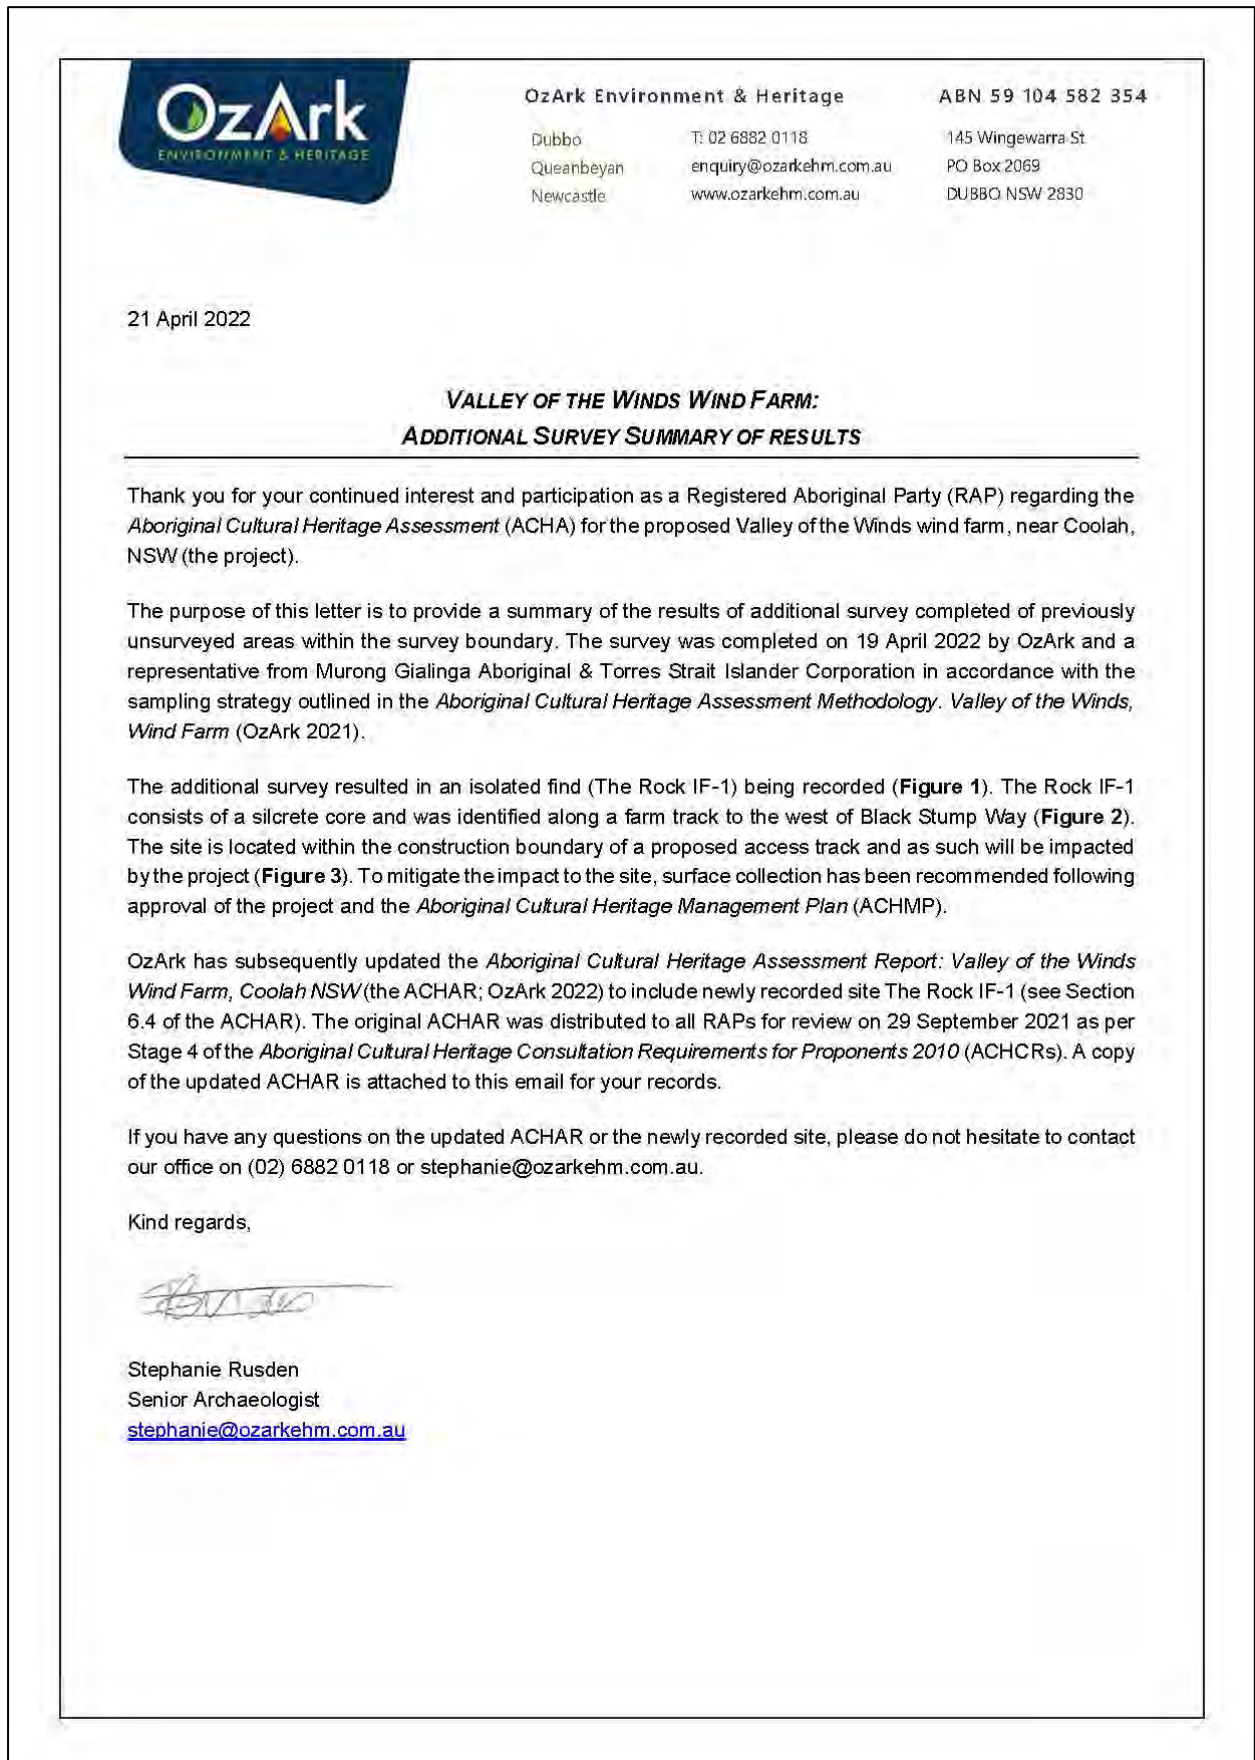 OzArk
ENVIRONMENT & HERITAGE
OzArk Environment & Heritage
ABN 59 104 582 354
Dubbo
T: 02 6882 0118
145 Wingewarra St
Queanbeyan
enquiry@ozarkehm.com.au
PO Box 2069
Newcastle
www.ozarkehm.com.au
DUBBO NSW 2830
21 April 2022
VALLEY OF THE WINDS WIND FARM:
ADDITIONAL SURVEY SUMMARY OF RESULTS
Thank you for your continued interest and participation as a Registered Aboriginal Party (RAP) regarding the
Aboriginal Cultural Heritage Assessment (ACHA) for the proposed Valley of the Winds wind farm, near Coolah,
NSW (the project).
The purpose of this letter is to provide a summary of the results of additional survey completed of previously
unsurveyed areas within the survey boundary. The survey was completed on 19 April 2022 by OzArk and a
representative from Murong Gialinga Aboriginal & Torres Strait Islander Corporation in accordance with the
sampling strategy outlined in the Aboriginal Cultural Heritage Assessment Methodology. Valley of the Winds,
Wind Farm (OzArk 2021).
The additional survey resulted in an isolated find (The Rock IF-1) being recorded (Figure 1). The Rock IF-1
consists of a silcrete core and was identified along a farm track to the west of Black Stump Way (Figure 2).
The site is located within the construction boundary of a proposed access track and as such will be impacted
by the project (Figure 3). To mitigate the impact to the site, surface collection has been recommended following
approval of the project and the Aboriginal Cultural Heritage Management Plan (ACHMP).
OzArk has subsequently updated the Aboriginal Cultural Heritage Assessment Report: Valley of the Winds
Wind Farm, Coolah NSW (the ACHAR; OzArk 2022) to include newly recorded site The Rock IF-1 (see Section
6.4 of the ACHAR). The original ACHAR was distributed to all RAPs for review on 29 September 2021 as per
Stage 4 of the Aboriginal Cultural Heritage Consultation Requirements for Proponents 2010 (ACHCRs). A copy
of the updated ACHAR is attached to this email for your records.
If you have any questions on the updated ACHAR or the newly recorded site, please do not hesitate to contact
our office on (02) 6882 0118 or stephanie@ozarkehm.com.au.
Kind regards,
Stephanie Rusden
Senior Archaeologist
stephanie@ozarkehm.com.au